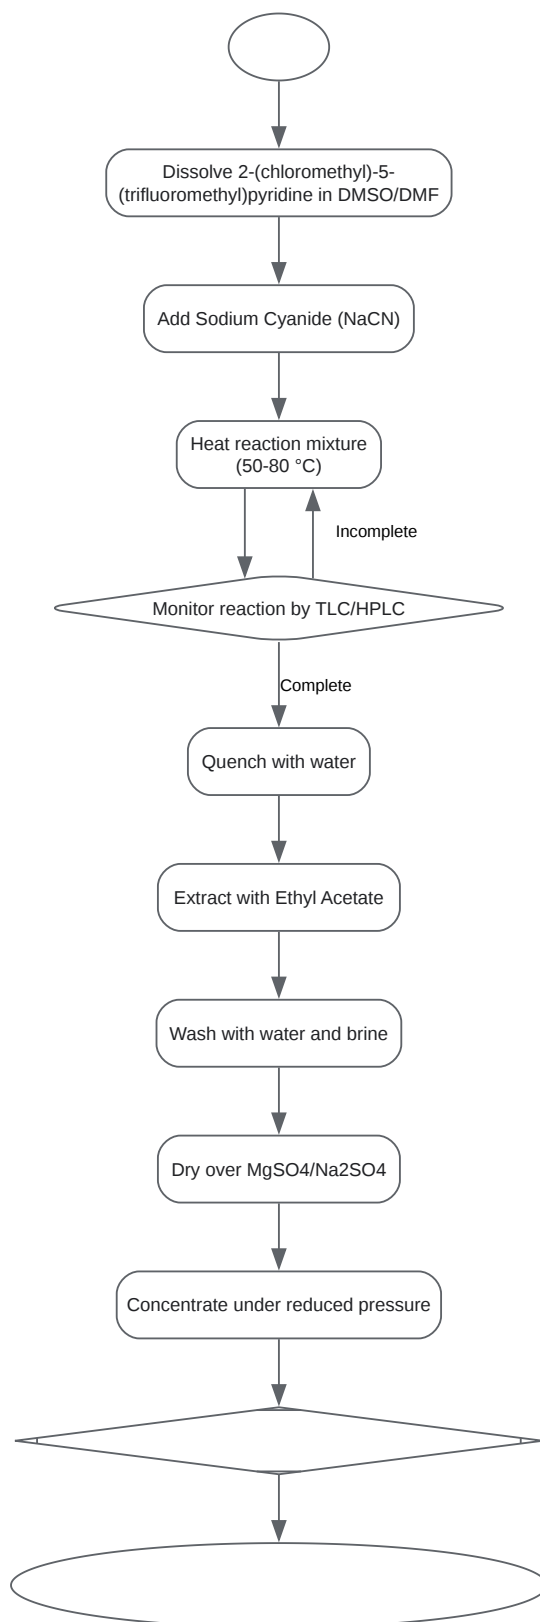 Dissolve 2-(chloromethyl)-5-
(trifluoromethyl)pyridine in DMSO/DMF
Add Sodium Cyanide (NaCN)
Heat reaction mixture
(50-80 °C)
Incomplete
Monitor reaction by TLC/HPLC
Complete
Quench with water
Extract with Ethyl Acetate
Wash with water and brine
Dry over MgSO4/Na2SO4
Concentrate under reduced pressure